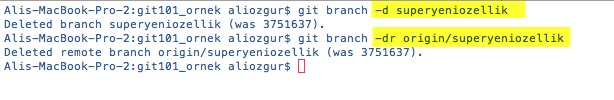 Alis-MacBook-Pro-2:git101_ornek aliozgur$ git branch -d superyeniozellik
Deleted branch superyeniozellik (was 3751637).
Alis-MacBook-Pro-2:git101_ornek aliozgur$ git branch -dr origin/superyeniozellik
Deleted remote branch origin/superyeniozellik (was 3751637).
Alis-MacBook-Pro-2:git101_ornek aliozgur$